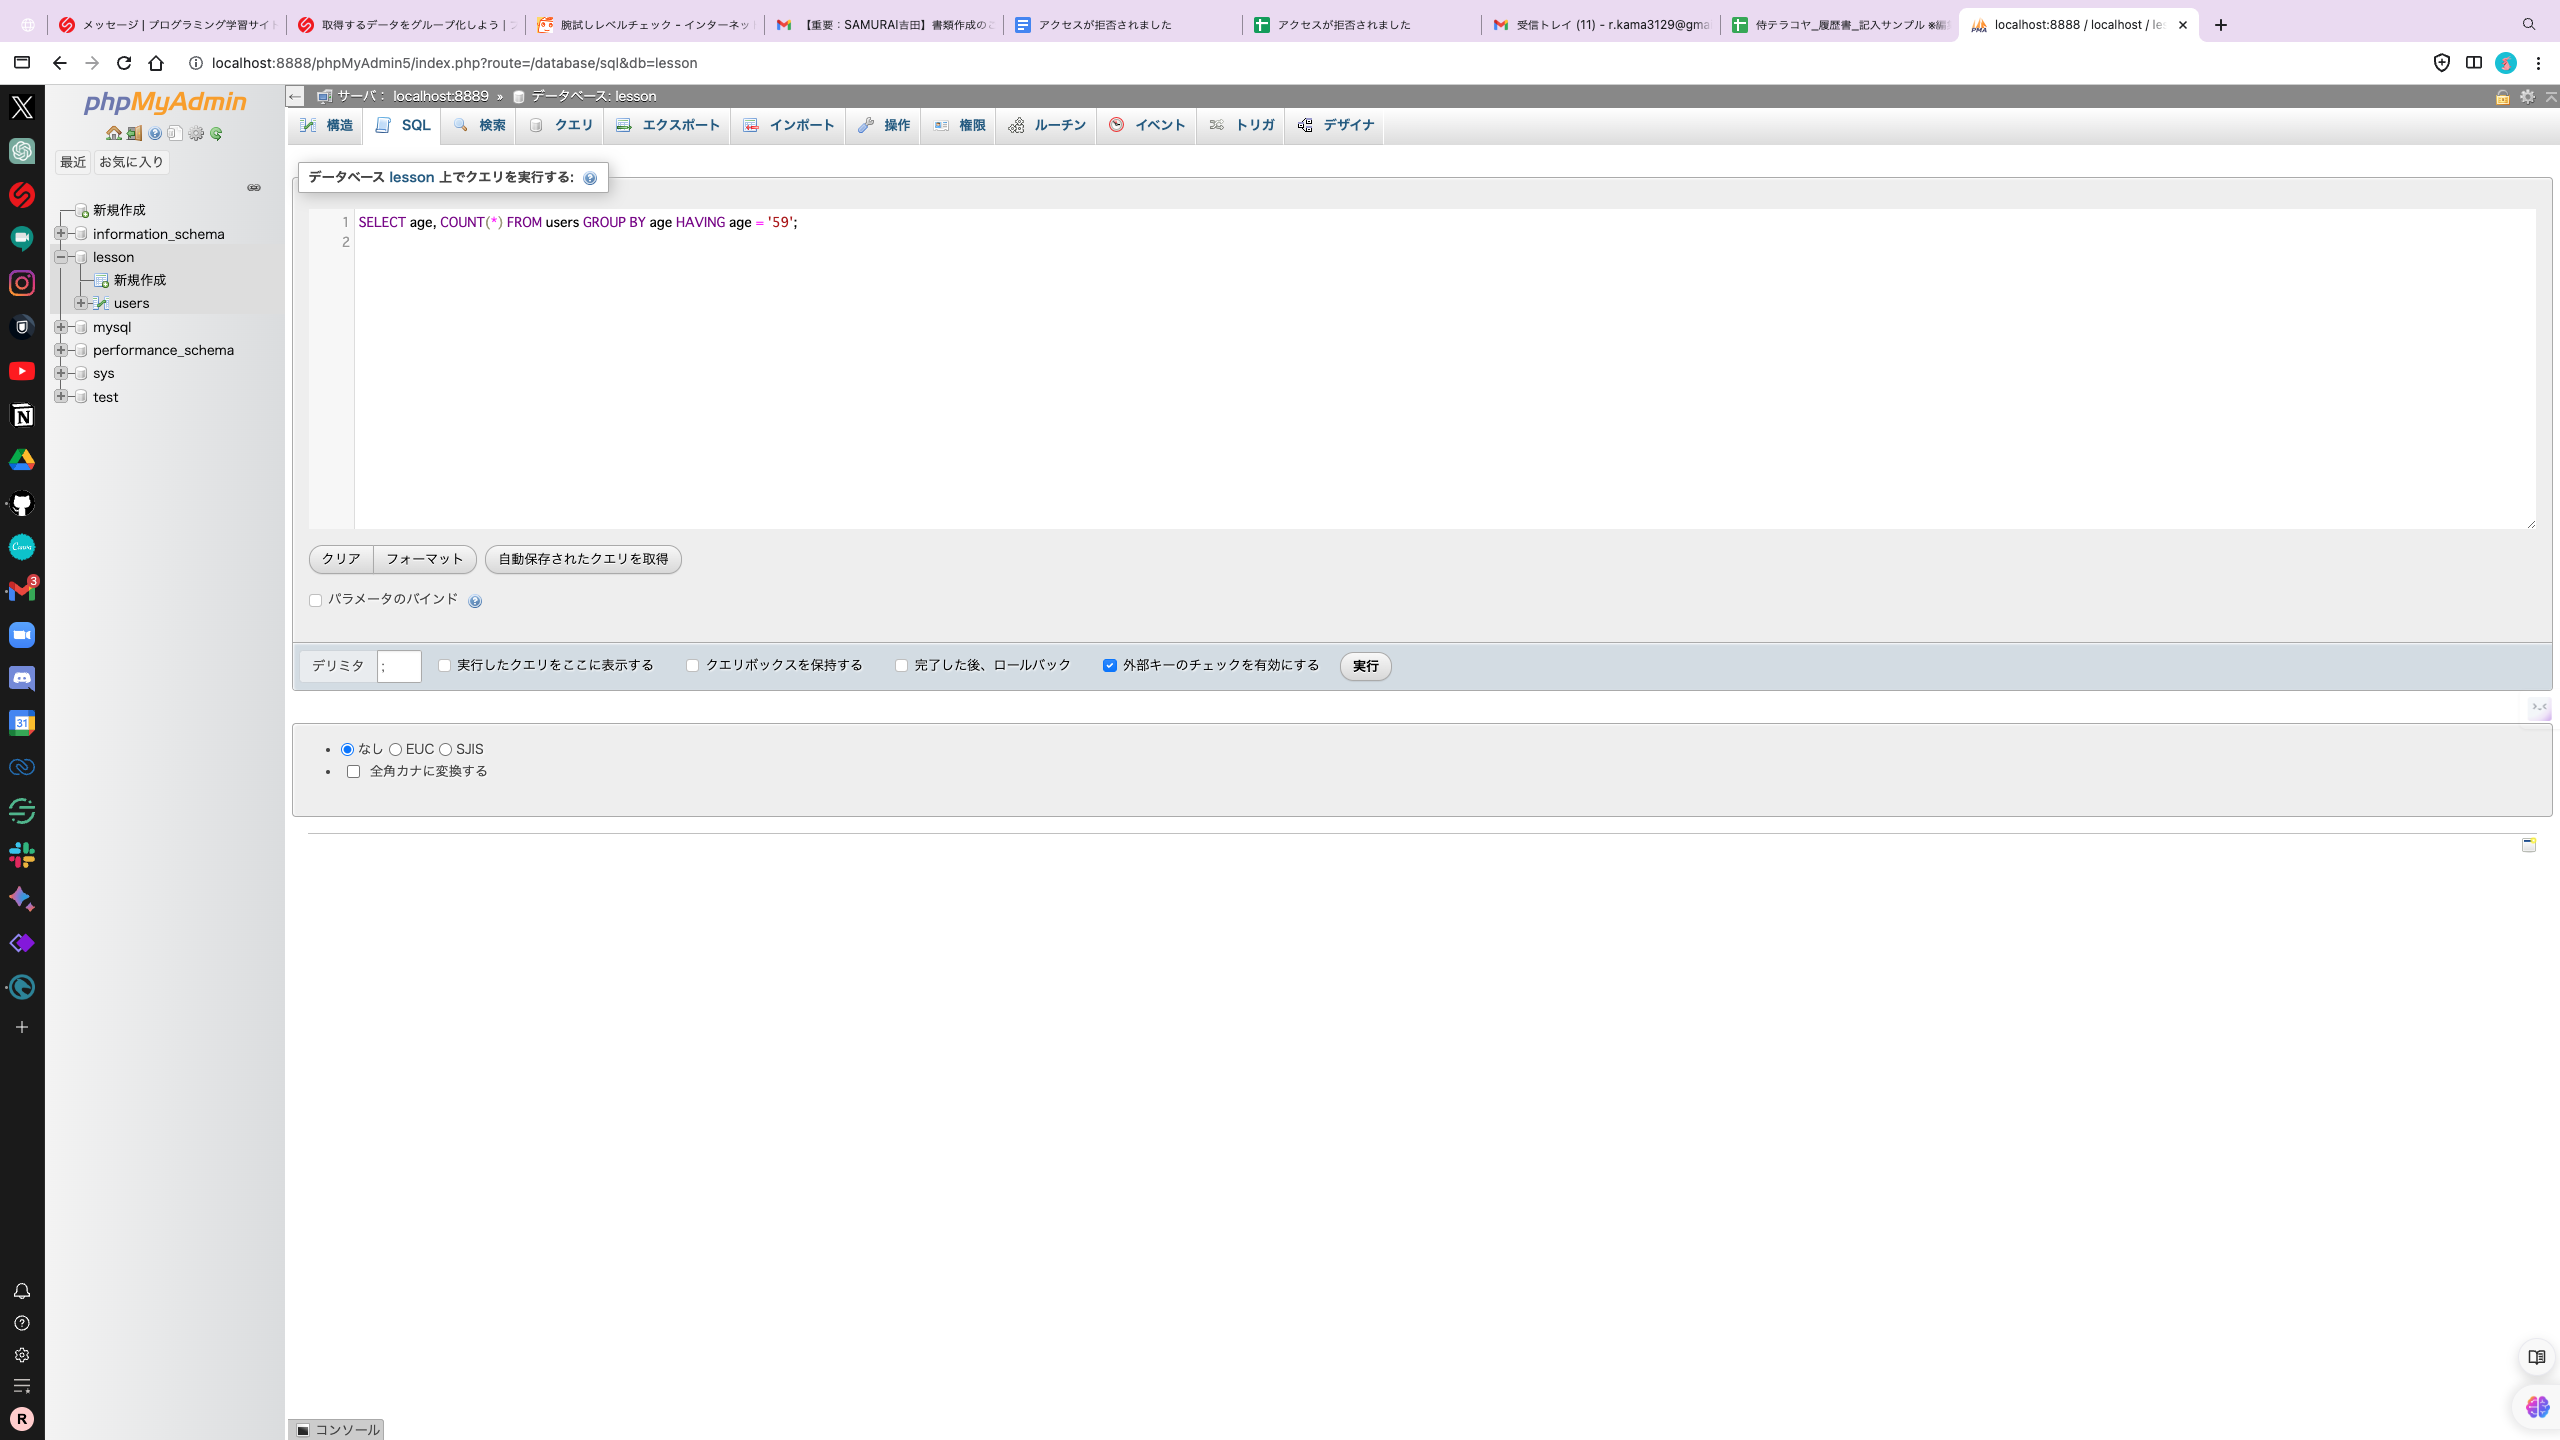 メッセージ | プログラミング学習サイト
取得するデータをグループ化しよう |
腕試しレベルチェック - インターネッ
【重要：SAMURAI吉田】書類作成のご
アクセスが拒否されました
アクセスが拒否されました
受信トレイ (11) - r.kama3129@gma
侍テラコヤ_履歴書_記入サンプル ※編
localhost:8888 / localhost / le
localhost:8888/phpMyAdmin5/index.php?route=/database/sql&db=lesson
phpMyAdmin
最近 お気に入り
新規作成
information_schema
lesson
新規作成
users
mysql
performance_schema
sys
test
サーバ： localhost:8889 » データベース: lesson
構造 SQL 検索 クエリ エクスポート インポート 操作 権限 ルーチン イベント トリガ デザイナ
データベース lesson 上でクエリを実行する:
1 SELECT age, COUNT(*) FROM users GROUP BY age HAVING age = '59';
2
クリア フォーマット 自動保存されたクエリを取得
パラメータのバインド
デリミタ ; 実行したクエリをここに表示する クエリボックスを保持する 完了した後、ロールバック 外部キーのチェックを有効にする 実行
なし EUC SJIS
全角カナに変換する
コンソール
Canva
3
31
R